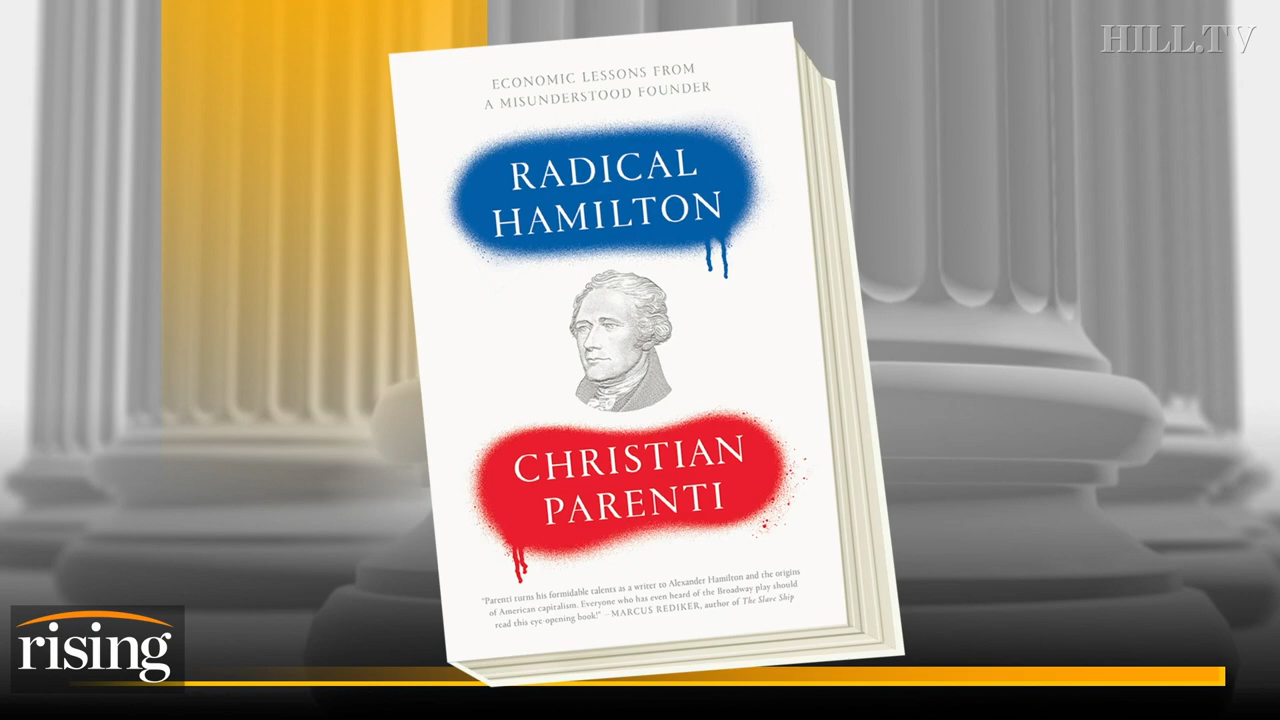 HILL.TV
ECONOMIC LESSONS FROM
A MISUNDERSTOOD FOUNDER
RADICAL
HAMILTON
CHRISTIAN
PARENTI
“Parenti turns his formidable talents as a writer to Alexander Hamilton and the origins
of American capitalism. Everyone who has even heard of the Broadway play should
read this eye-opening book!” —MARCUS REDIKER, author of The Slave Ship
rising